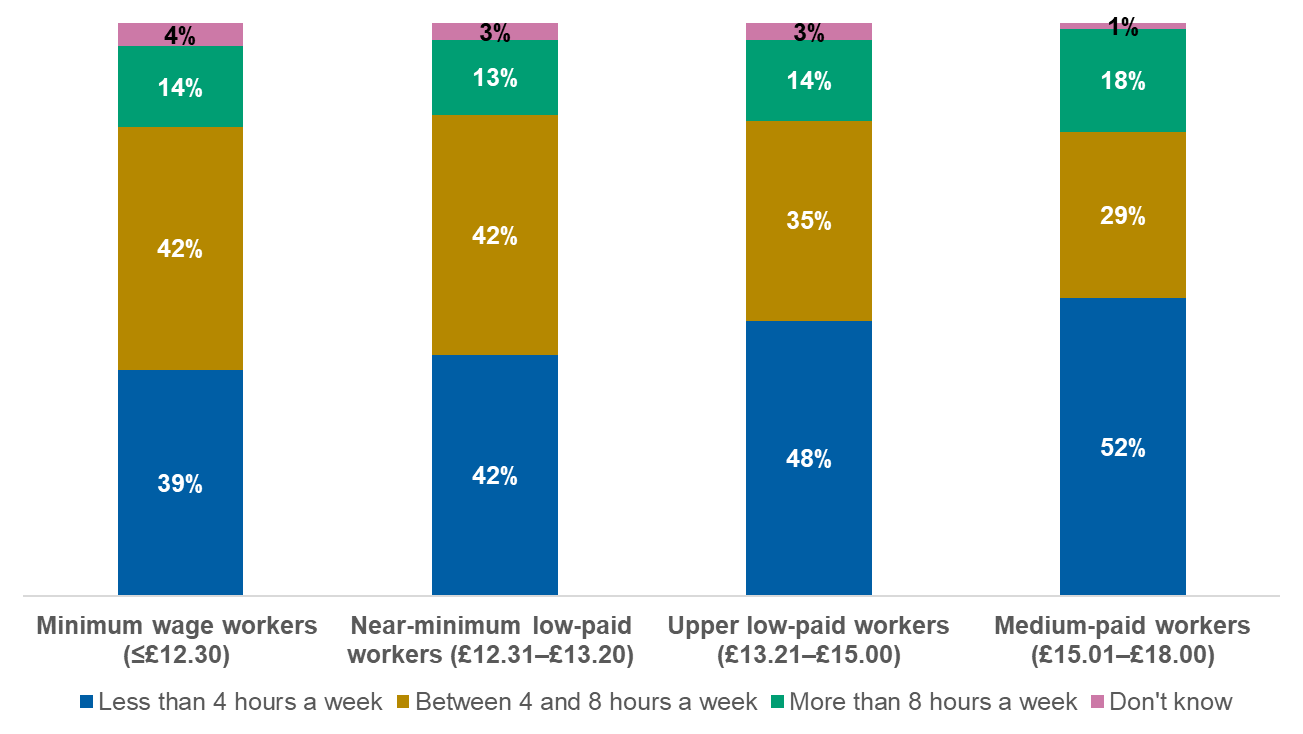 4% 3% 3% 1%
14% 13% 14% 18%
42% 42% 35% 29%
39% 42% 48% 52%
Minimum wage workers
(≤£12.30)
Near-minimum low-paid
workers (£12.31–£13.20)
Upper low-paid workers
(£13.21–£15.00)
Medium-paid workers
(£15.01–£18.00)
Less than 4 hours a week Between 4 and 8 hours a week More than 8 hours a week Don't know